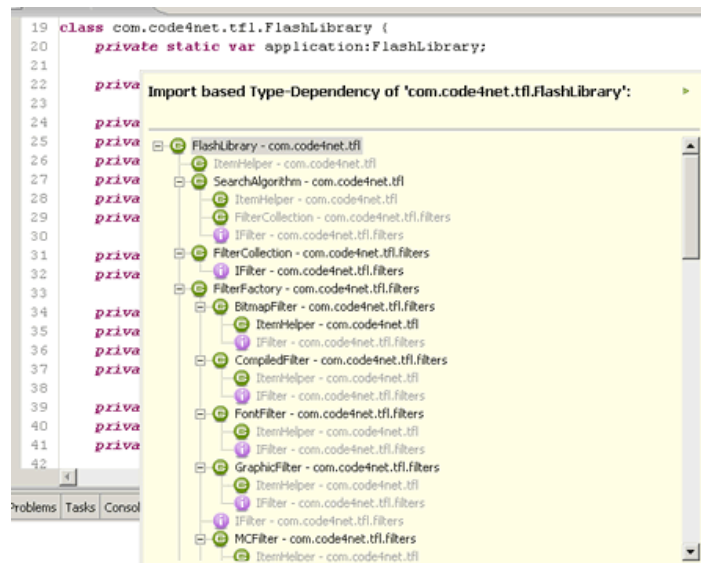 19 class com.code4net.tfl.FlashLibrary {
20 private static var application:FlashLibrary;
21
22 priva
23
24 priva
25 priva
26 priva
27 priva
28 priva
29 priva
30
31 priva
32 priva
33
34 priva
35 priva
36 priva
37 priva
38
39 priva
40 priva
41 priva
42
Import based Type-Dependency of 'com.code4net.tfl.FlashLibrary':
FlashLibrary - com.code4net.tfl
ItemHelper - com.code4net.tfl
SearchAlgorithm - com.code4net.tfl
ItemHelper - com.code4net.tfl
FilterCollection - com.code4net.tfl.filters
IFilter - com.code4net.tfl.filters
FilterCollection - com.code4net.tfl.filters
IFilter - com.code4net.tfl.filters
FilterFactory - com.code4net.tfl.filters
BitmapFilter - com.code4net.tfl.filters
ItemHelper - com.code4net.tfl
IFilter - com.code4net.tfl.filters
CompiledFilter - com.code4net.tfl.filters
ItemHelper - com.code4net.tfl
IFilter - com.code4net.tfl.filters
FontFilter - com.code4net.tfl.filters
ItemHelper - com.code4net.tfl
IFilter - com.code4net.tfl.filters
GraphicFilter - com.code4net.tfl.filters
ItemHelper - com.code4net.tfl
IFilter - com.code4net.tfl.filters
IFilter - com.code4net.tfl.filters
MCFilter - com.code4net.tfl.filters
ItemHelper - com.code4net.tfl
Problems Tasks Consol